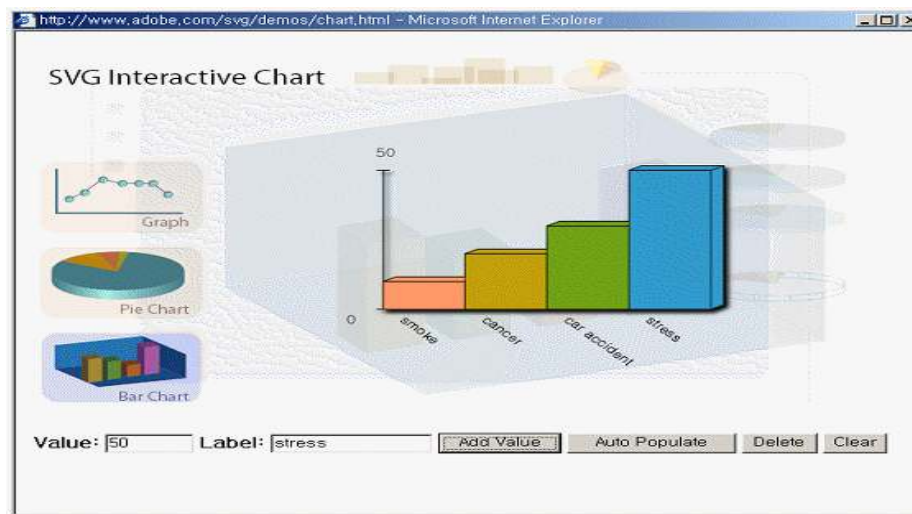 http://www.adobe.com/svg/demos/chart.html - Microsoft Internet Explorer
SVG Interactive Chart
50
Graph
Pie Chart
0
smoke
cancer
car accident
stress
Bar Chart
Value: 50 Label: stress Add Value Auto Populate Delete Clear